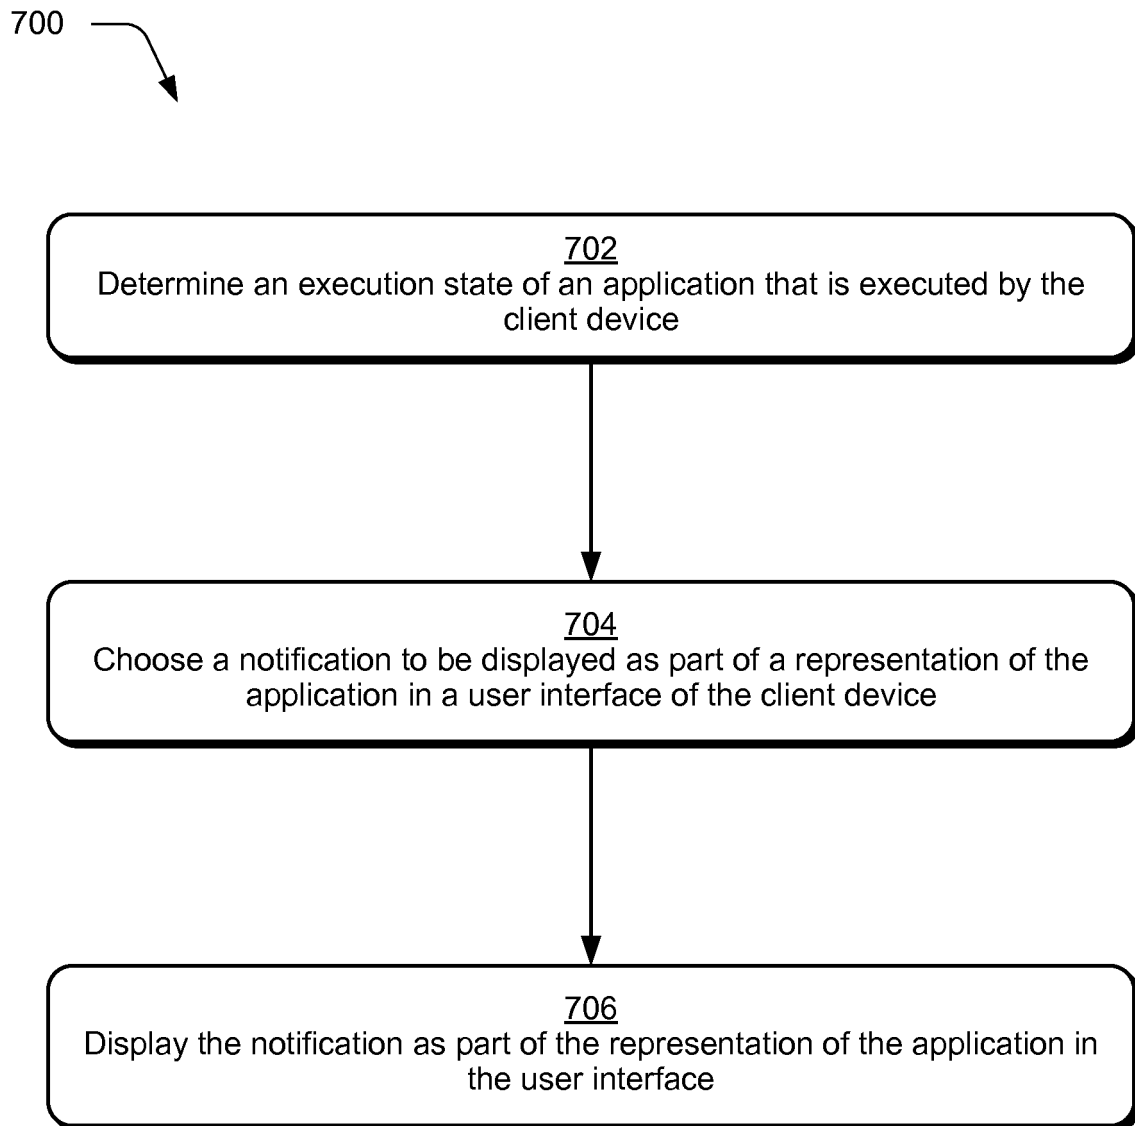 700
702
Determine an execution state of an application that is executed by the
client device
704
Choose a notification to be displayed as part of a representation of the
application in a user interface of the client device
706
Display the notification as part of the representation of the application in
the user interface